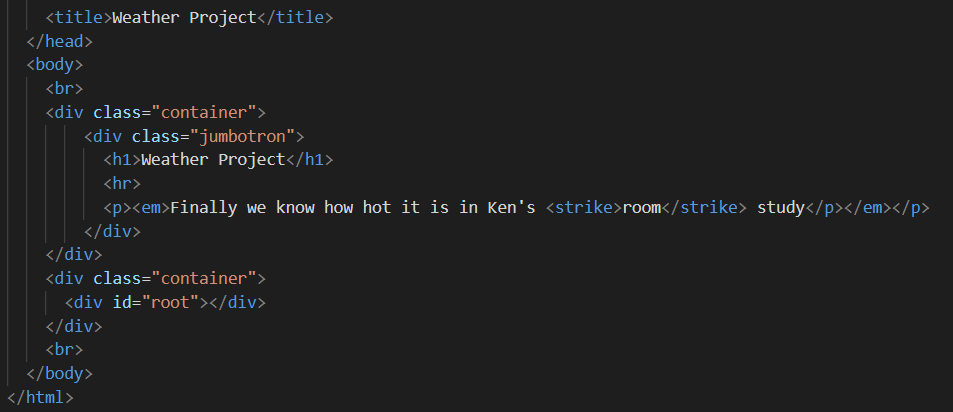 <title>Weather Project</title>
</head>
<body>
<br>
<div class="container">
<div class="jumbotron">
<h1>Weather Project</h1>
<hr>
<p><em>Finally we know how hot it is in Ken's <strike>room</strike> study</p></em></p>
</div>
</div>
<div class="container">
<div id="root"></div>
</div>
<br>
</body>
</html>